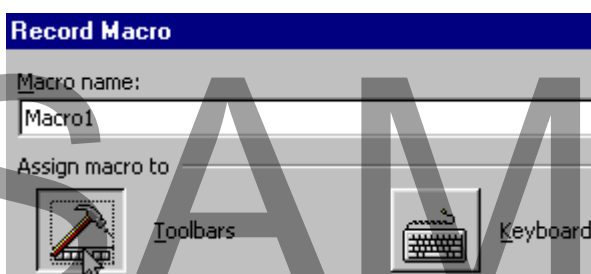 Record Macro
Macro name:
Macro1
Assign macro to
Toolbars Keyboard
SAM